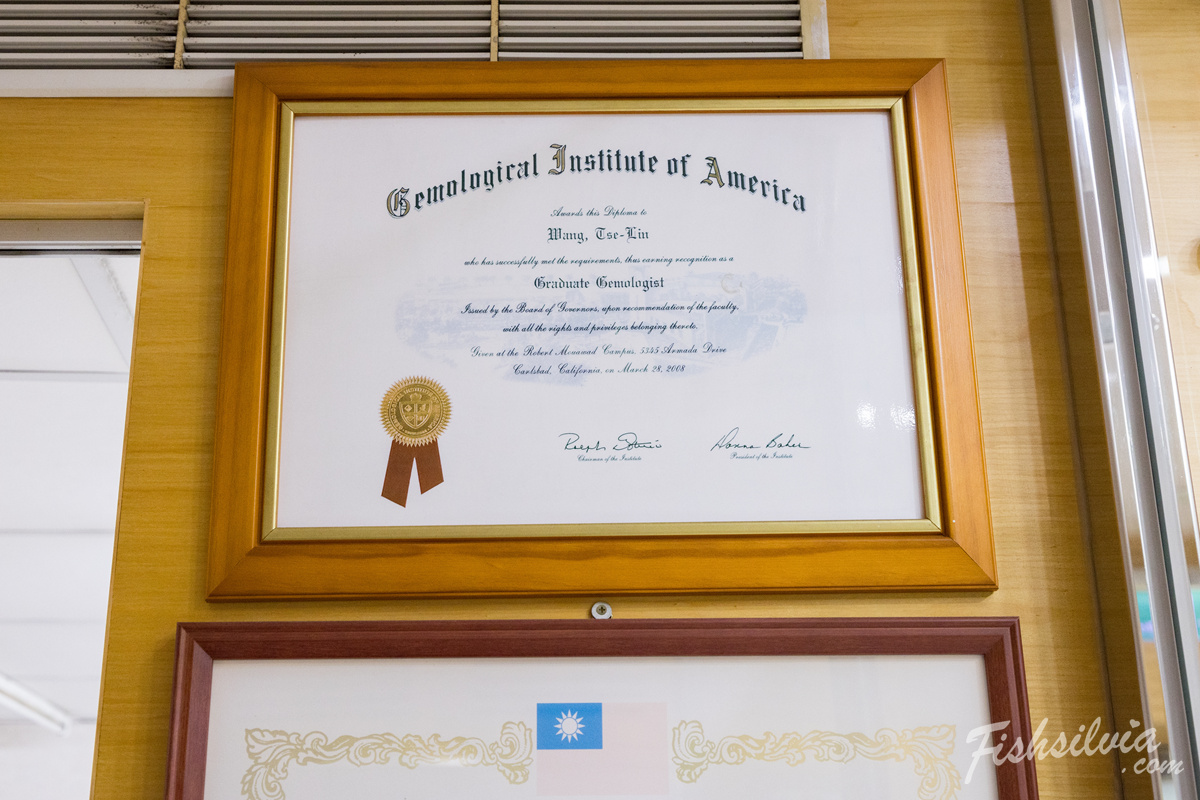 Gemological Institute of America
Awards this Diploma to
Wang, Tse-Lin
who has successfully met the requirements, thus earning recognition as a
Graduate Gemologist
Issued by the Board of Governors, upon recommendation of the faculty,
with all the rights and privileges belonging thereto.
Given at the Robert Mouawad Campus, 5345 Armada Drive
Carlsbad, California, on March 28, 2008
Donna Baker
Chairman of the Institute
President of the Institute
Fishsilvia
.com